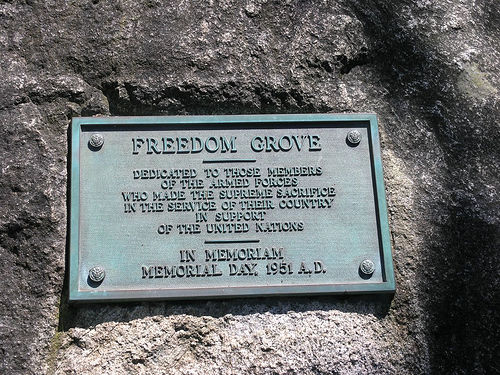 FREEDOM GROVE
DEDICATED TO THOSE MEMBERS
OF THE ARMED FORCES
WHO MADE THE SUPREME SACRIFICE
IN THE SERVICE OF THEIR COUNTRY
IN SUPPORT
OF THE UNITED NATIONS
IN MEMORIAM
MEMORIAL DAY, 1951 A.D.